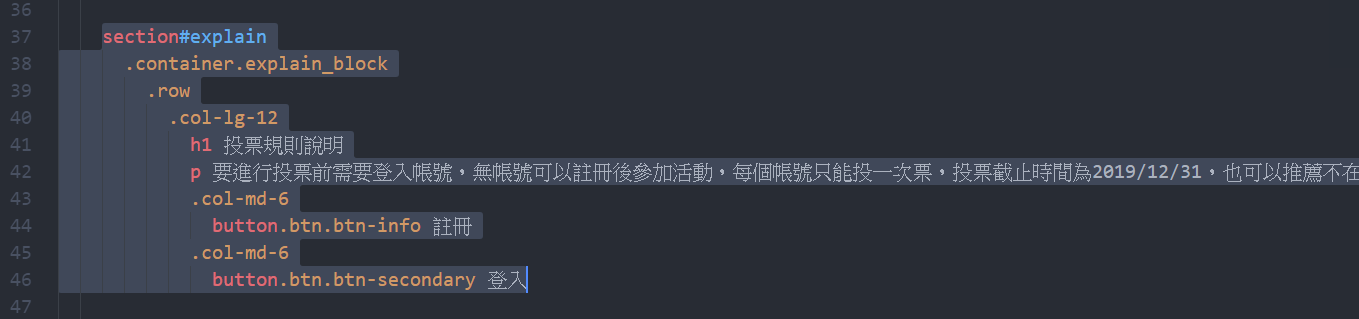 36
37 section#explain
38 .container.explain_block
39 .row
40 .col-lg-12
41 h1 投票規則說明
42 p 要進行投票前需要登入帳號，無帳號可以註冊後參加活動，每個帳號只能投一次票，投票截止時間為2019/12/31，也可以推薦不在
43 .col-md-6
44 button.btn.btn-info 註冊
45 .col-md-6
46 button.btn.btn-secondary 登入
47